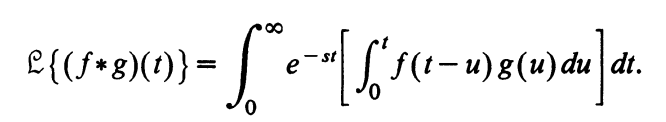 ℒ{(f*g)(t)} = ∫₀^∞ e^{-st} [ ∫₀^t f(t-u) g(u) du ] dt.